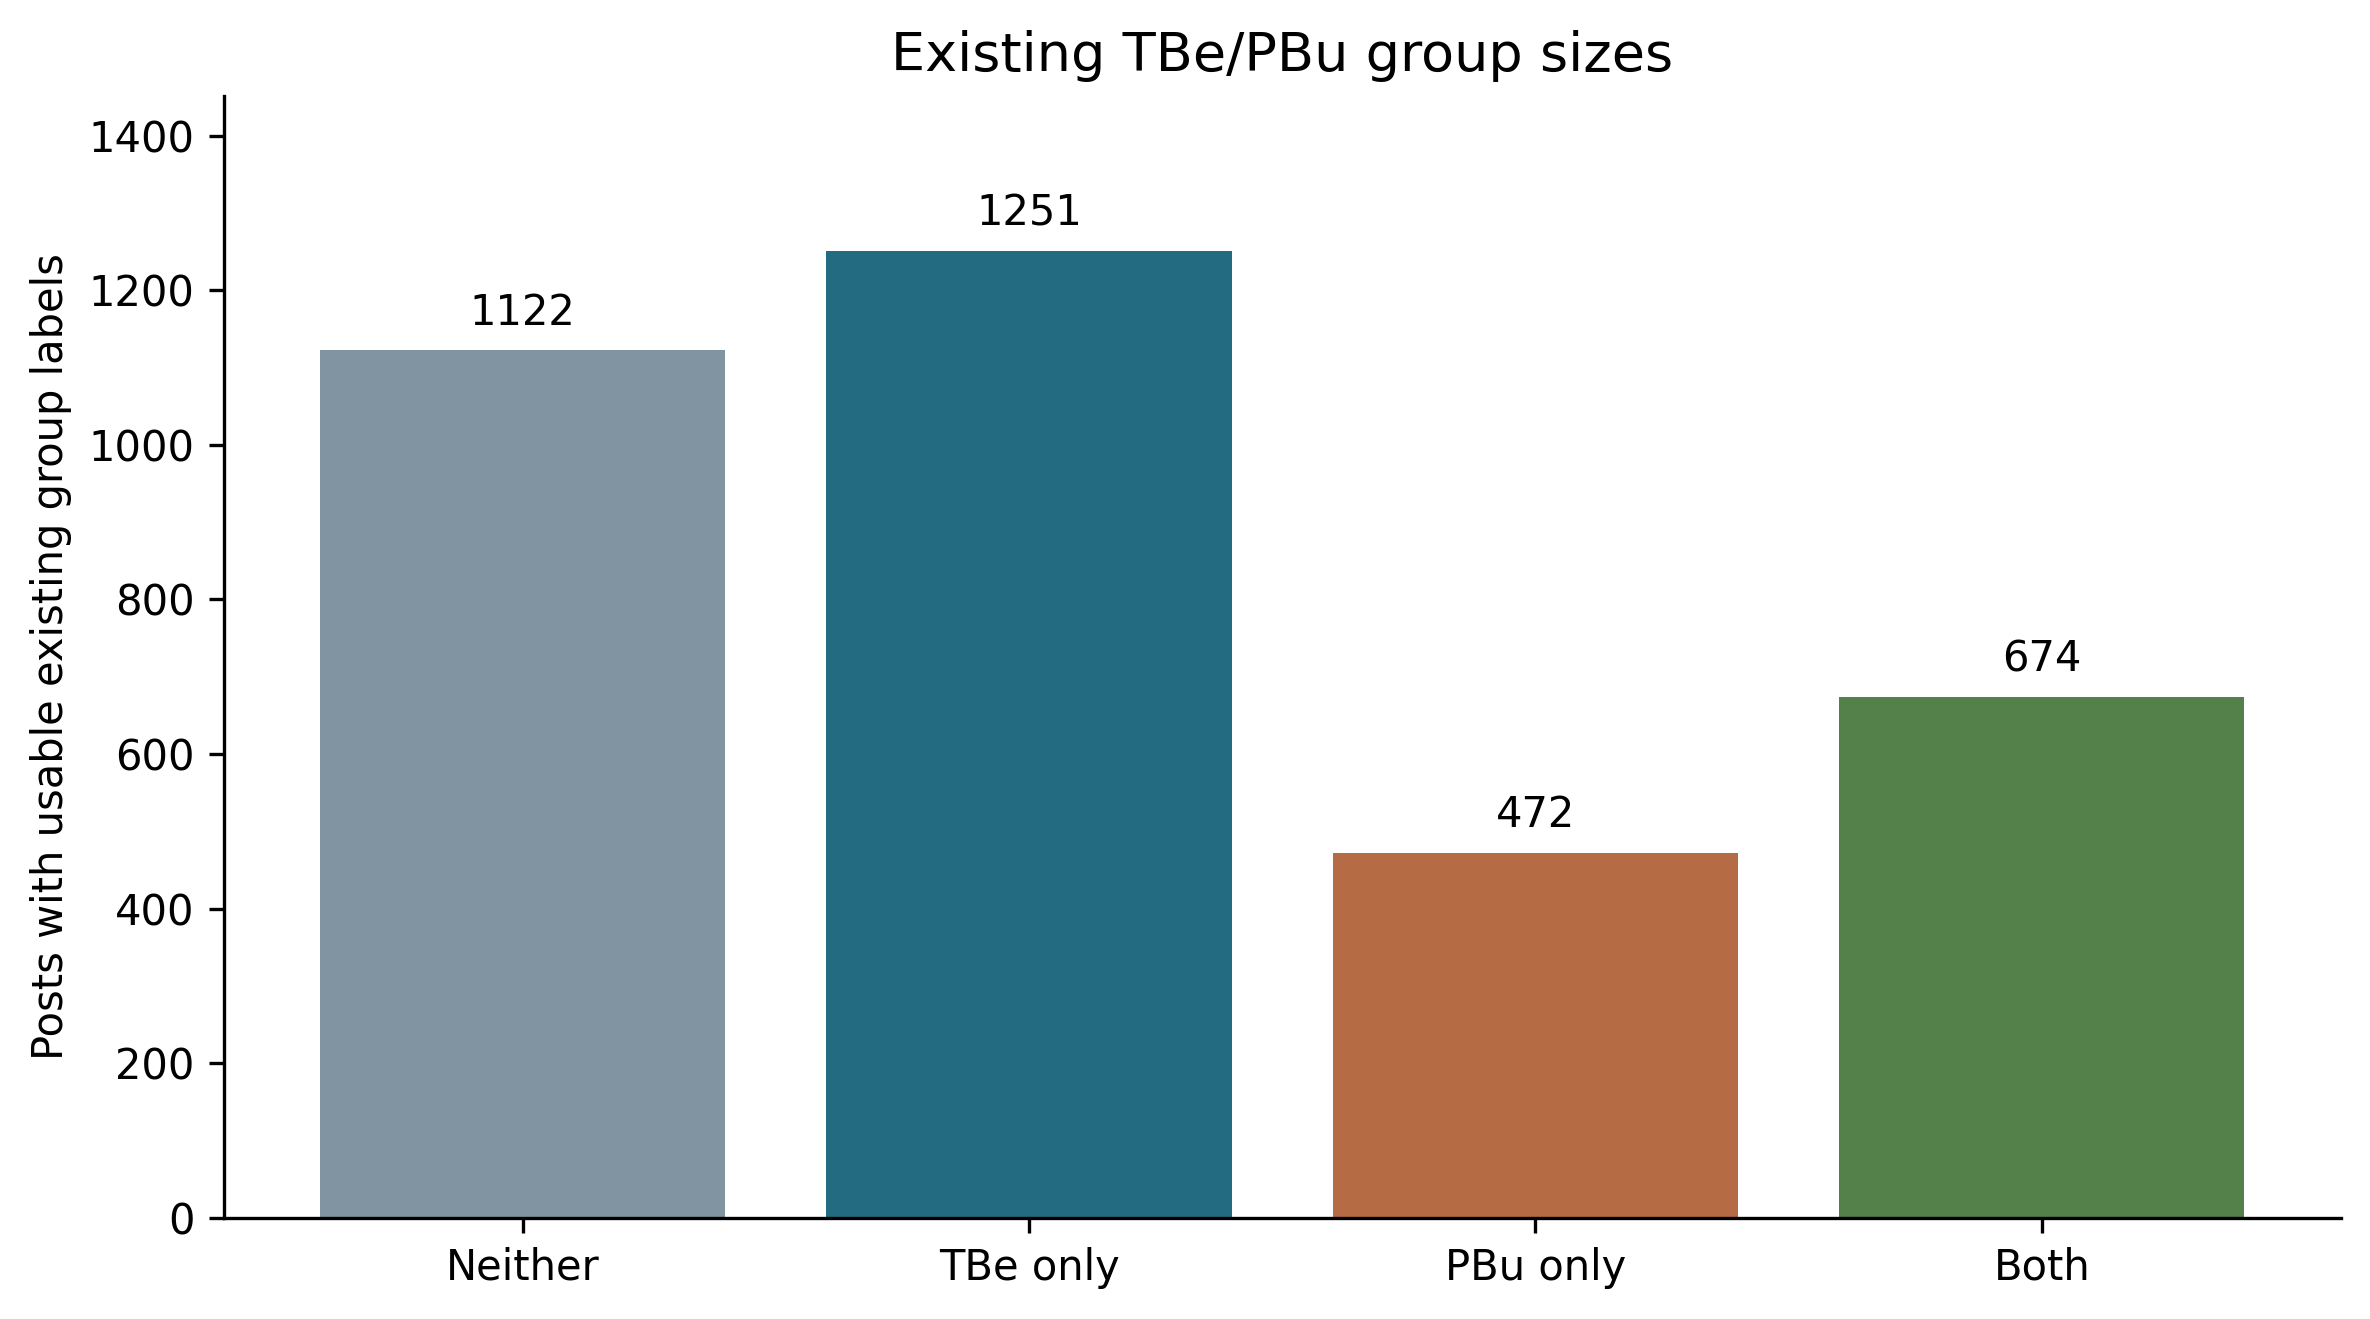 Existing TBe/PBu group sizes
Posts with usable existing group labels
1400
1200
1000
800
600
400
200
0
1122
1251
472
674
Neither
TBe only
PBu only
Both